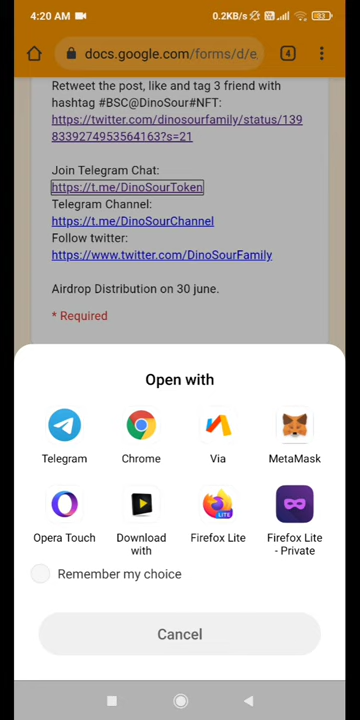 4:20 AM
0.2KB/s
docs.google.com/forms/d/e
4
Retweet the post, like and tag 3 friend with
hashtag #BSC@DinoSour#NFT:
https://twitter.com/dinosourfamily/status/139
8339274953564163?s=21
Join Telegram Chat:
https://t.me/DinoSourToken
Telegram Channel:
https://t.me/DinoSourChannel
Follow twitter:
https://www.twitter.com/DinoSourFamily
Airdrop Distribution on 30 june.
* Required
Open with
Telegram
Chrome
Via
MetaMask
LITE
Opera Touch
Download
with
Firefox Lite
Firefox Lite
- Private
Remember my choice
Cancel